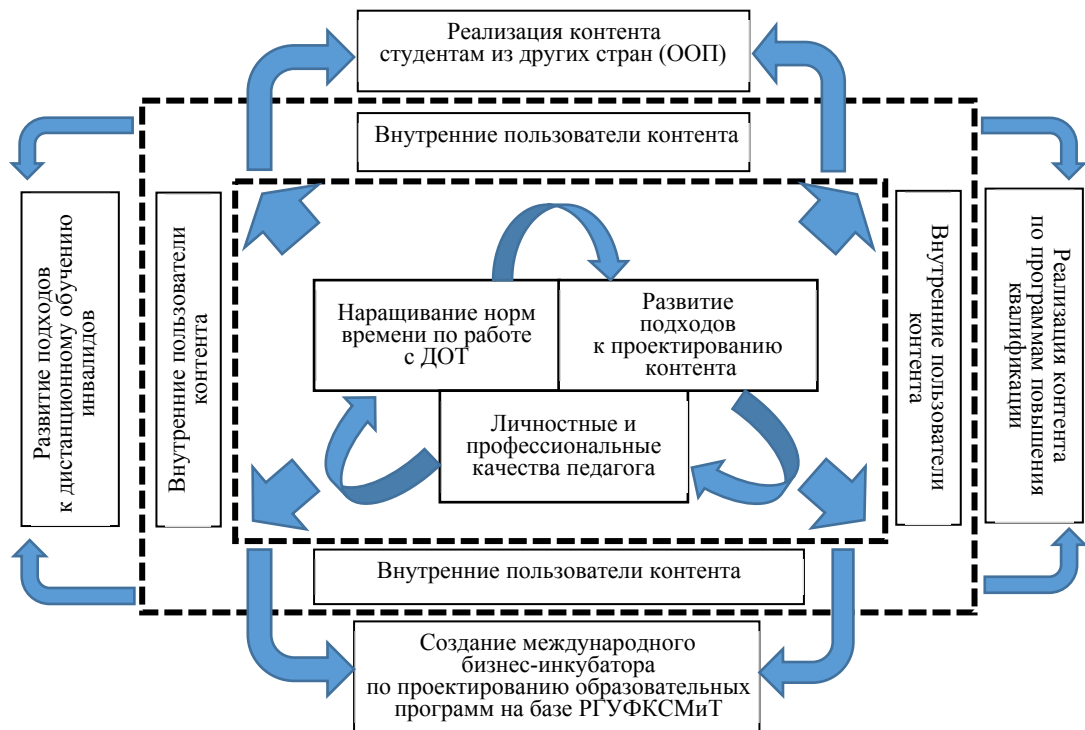 Реализация контента
студентам из других стран (ООП)
Внутренние пользователи контента
Развитие подходов
к дистанционному обучению
инвалидов
Внутренние пользователи
контента
Наращивание норм
времени по работе
с ДОТ
Развитие
подходов
к проектированию
контента
Личностные и
профессиональные
качества педагога
Внутренние пользователи
контента
Реализация контента
по программам повышения
квалификации
Внутренние пользователи контента
Создание международного
бизнес-инкубатора
по проектированию образовательных
программ на базе РГУФКСМиТ